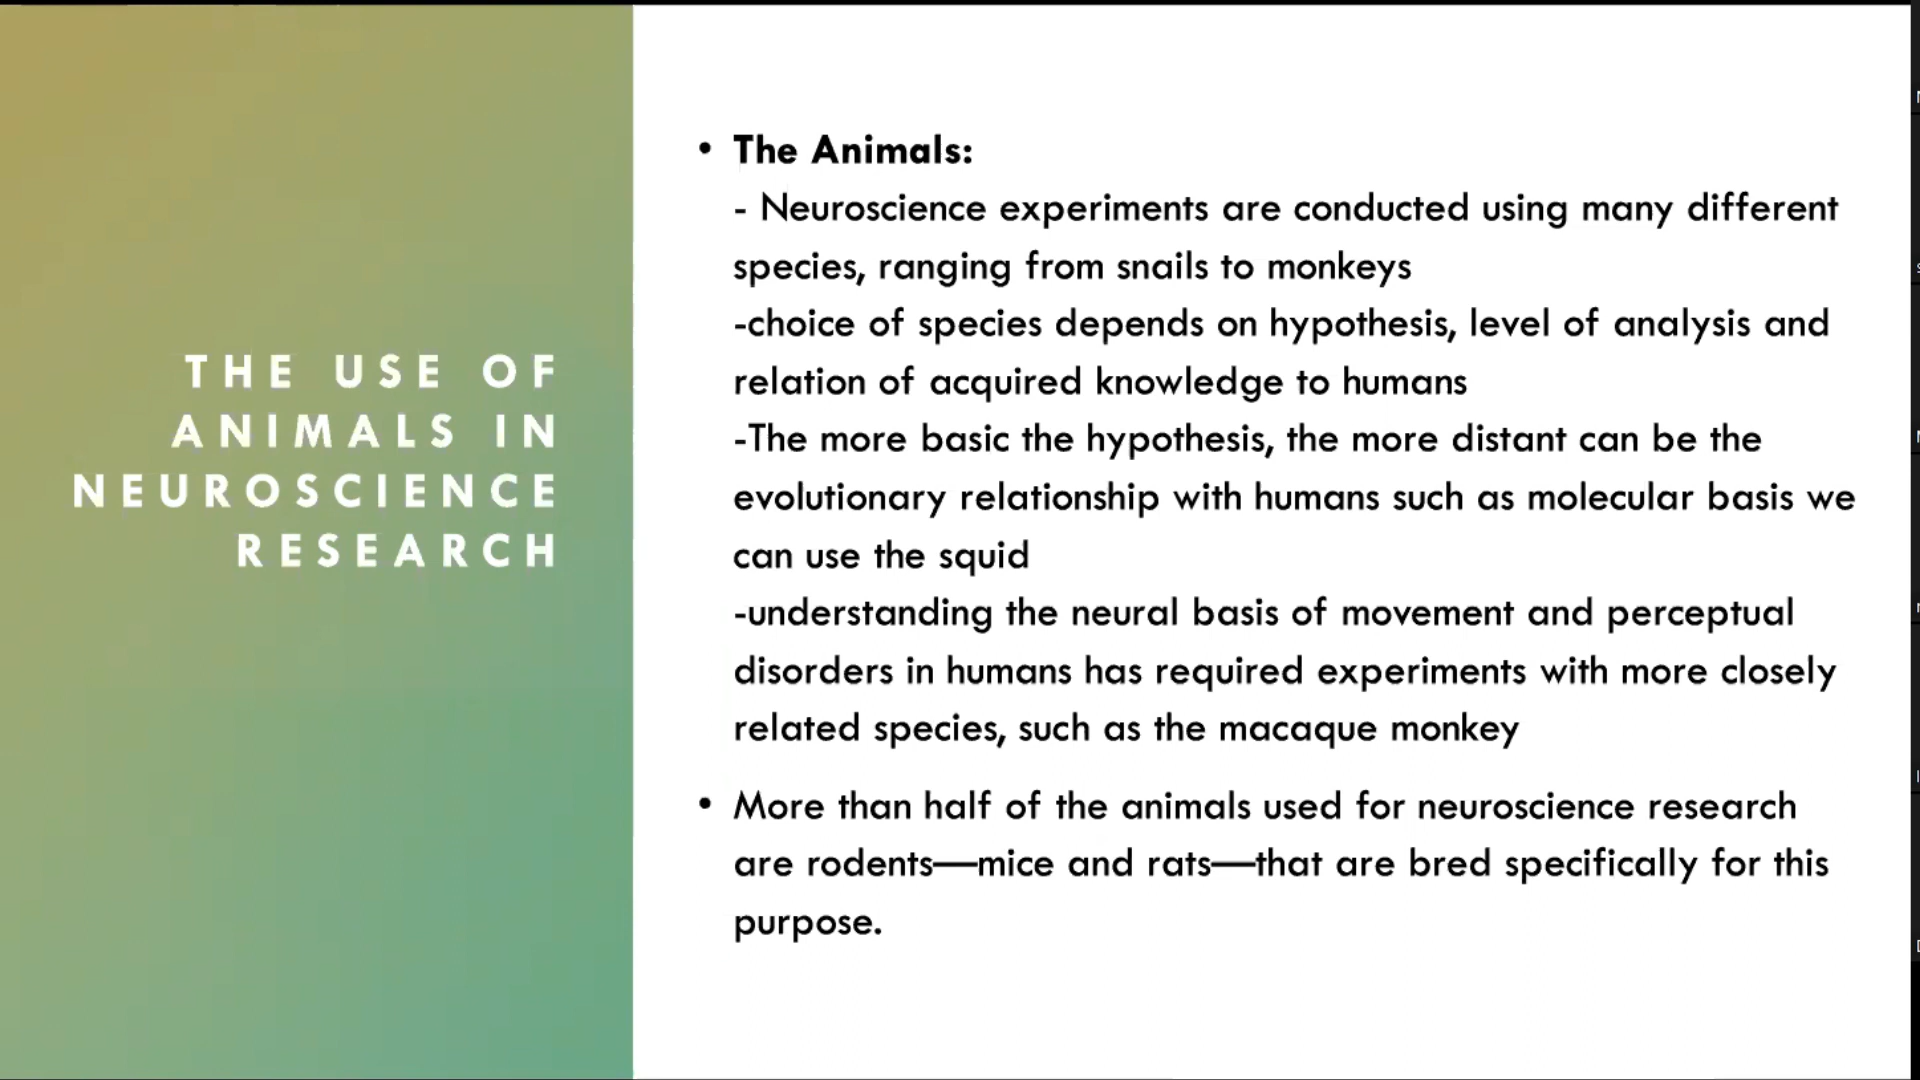 THE USE OF
ANIMALS IN
NEUROSCIENCE
RESEARCH
• The Animals:
- Neuroscience experiments are conducted using many different
species, ranging from snails to monkeys
-choice of species depends on hypothesis, level of analysis and
relation of acquired knowledge to humans
-The more basic the hypothesis, the more distant can be the
evolutionary relationship with humans such as molecular basis we
can use the squid
-understanding the neural basis of movement and perceptual
disorders in humans has required experiments with more closely
related species, such as the macaque monkey
• More than half of the animals used for neuroscience research
are rodents—mice and rats—that are bred specifically for this
purpose.